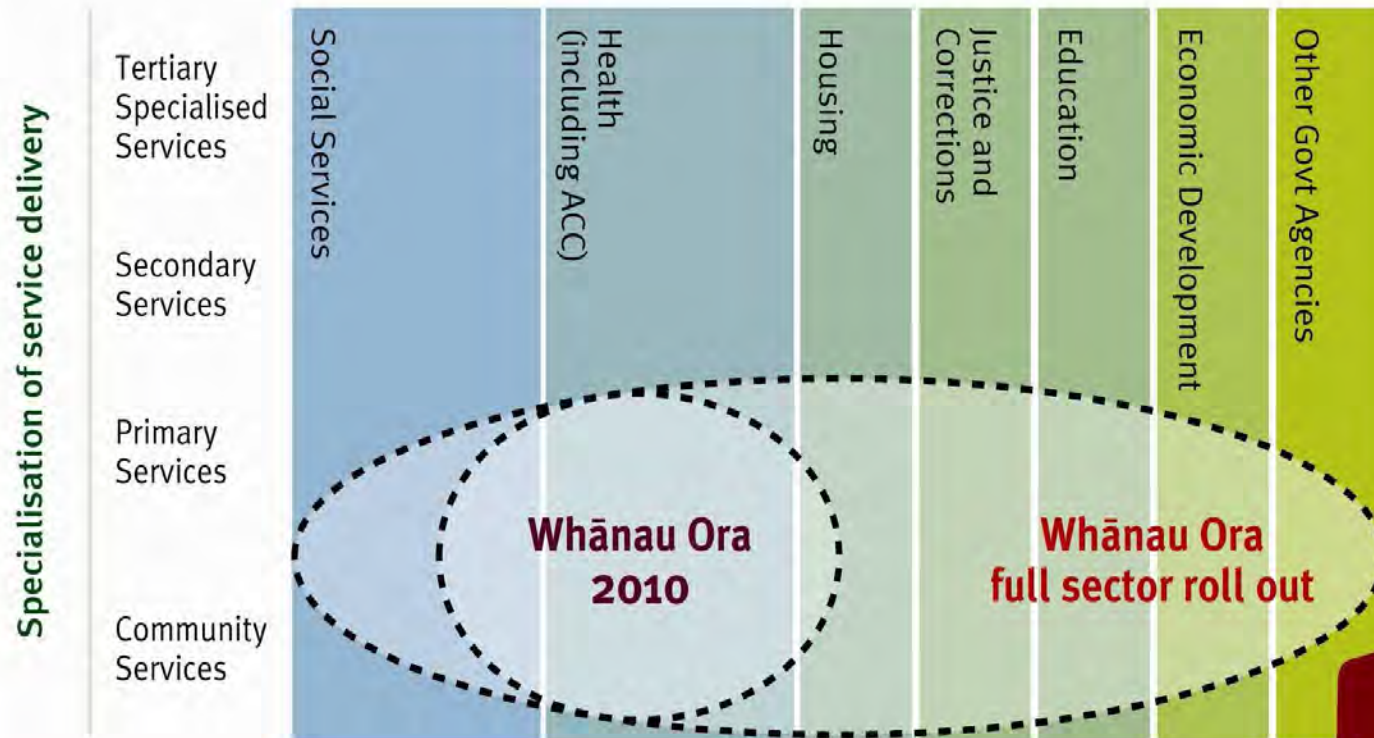 Specialisation of service delivery
Tertiary
Specialised
Services
Secondary
Services
Primary
Services
Community
Services
Social Services
Health
(including ACC)
Housing
Justice and
Corrections
Education
Economic Development
Other Govt Agencies
Whānau Ora
2010
Whānau Ora
full sector roll out